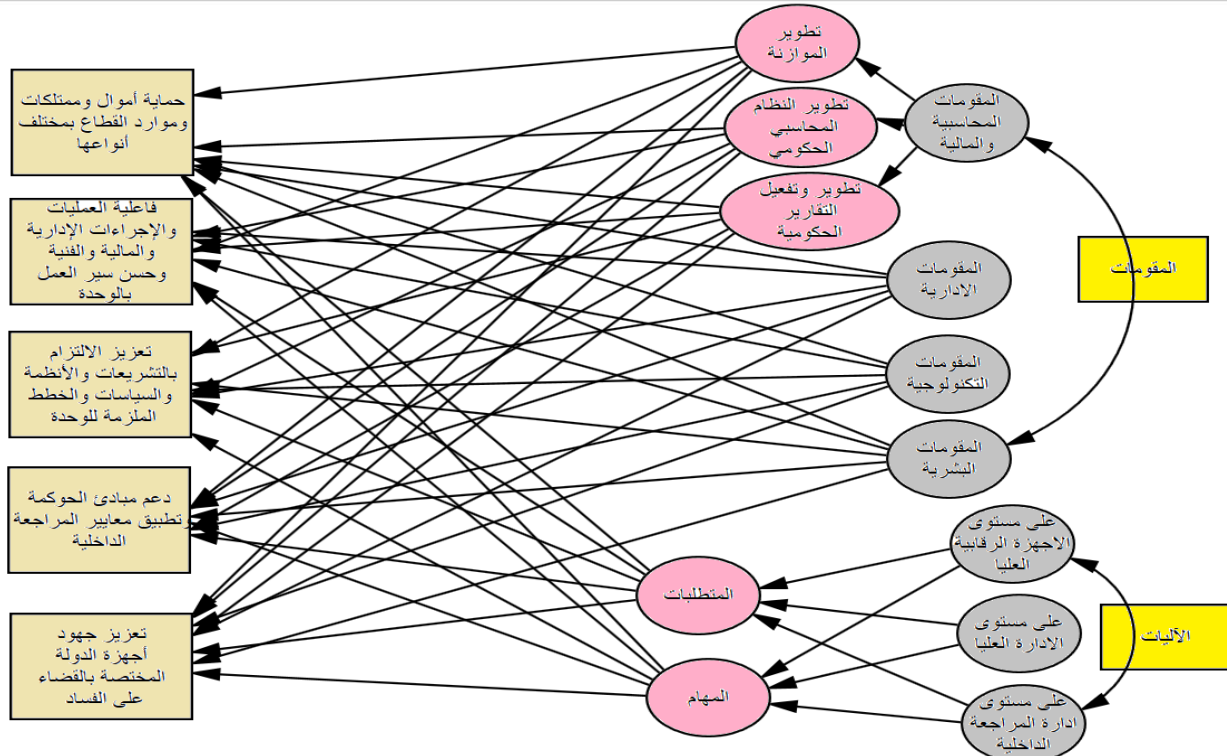 المقومات
المقومات
المحاسبية
والمالية
المقومات
الادارية
المقومات
التكنولوجية
المقومات
البشرية
تطوير
الموازنة
تطوير النظام
المحاسبي
الحكومي
تطوير وتفعيل
التقارير
الحكومية
الآليات
على مستوى
الاجهزة الرقابية
العليا
على مستوى
الادارة العليا
على مستوى
ادارة المراجعة
الداخلية
المتطلبات
المهام
حماية أموال وممتلكات
وموارد القطاع بمختلف
أنواعها
فاعلية العمليات
والإجراءات الإدارية
والمالية والفنية
وحسن سير العمل
بالوحدة
تعزيز الالتزام
بالتشريعات والأنظمة
والسياسات والخطط
الملزمة للوحدة
دعم مبادئ الحوكمة
وتطبيق معايير المراجعة
الداخلية
تعزيز جهود
أجهزة الدولة
المختصة بالقضاء
على الفساد